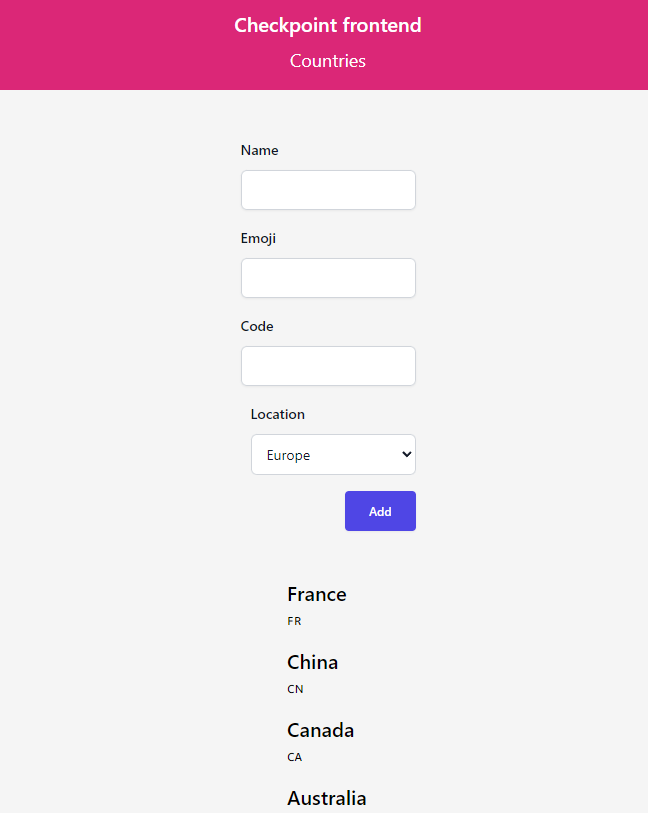 Checkpoint frontend
Countries
Name
Emoji
Code
Location
Europe
Add
France
FR
China
CN
Canada
CA
Australia